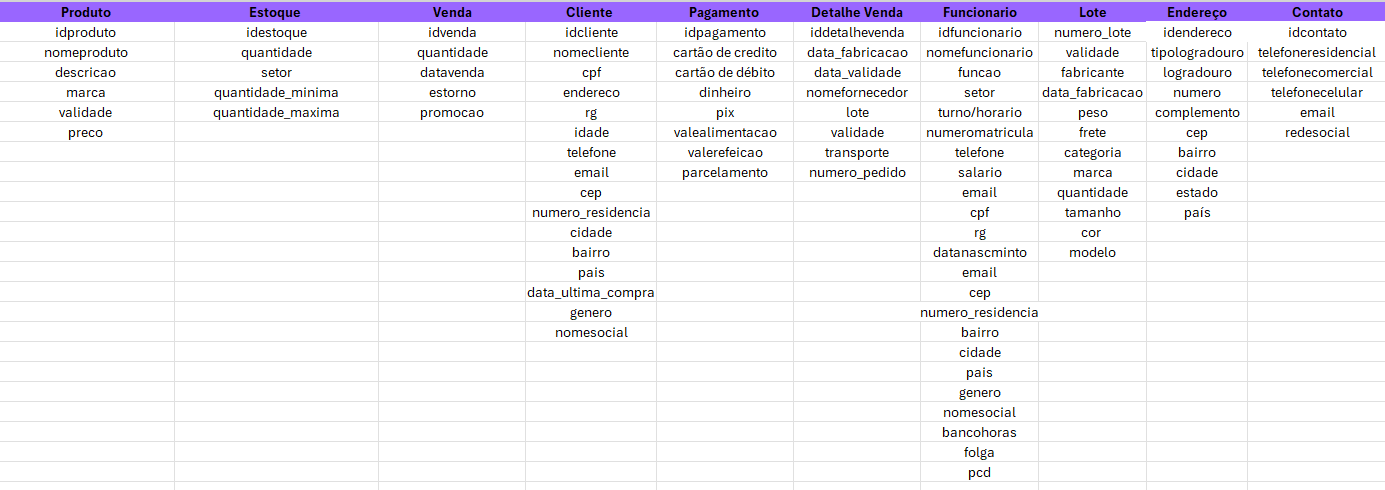 Produto Estoque Venda Cliente Pagamento Detalhe Venda Funcionario Lote Endereço Contato
idproduto idestoque idvenda idcliente idpagamento iddetalhevenda idfuncionario numero_lote idendereco idcontato
nomeproduto quantidade quantidade nomecliente cartão de credito data_fabricacao nomefuncionario validade tipologradouro telefoneresidencial
descricao setor datavenda cpf cartão de débito data_validade funcao fabricante logradouro telefonecomercial
marca quantidade_minima estorno endereco dinheiro nomefornecedor setor data_fabricacao numero telefonecelular
validade quantidade_maxima promocao rg pix lote turno/horario peso complemento email
preco idade valealimentacao validade numeromatricula frete cep redesocial
telefone valerefeicao transporte telefone categoria bairro
email parcelamento numero_pedido salario marca cidade
cep email quantidade estado
numero_residencia cpf tamanho país
cidade rg cor
bairro datanascminto modelo
pais email
data_ultima_compra cep
genero numero_residencia
nomesocial bairro
cidade
pais
genero
nomesocial
bancohoras
folga
pcd